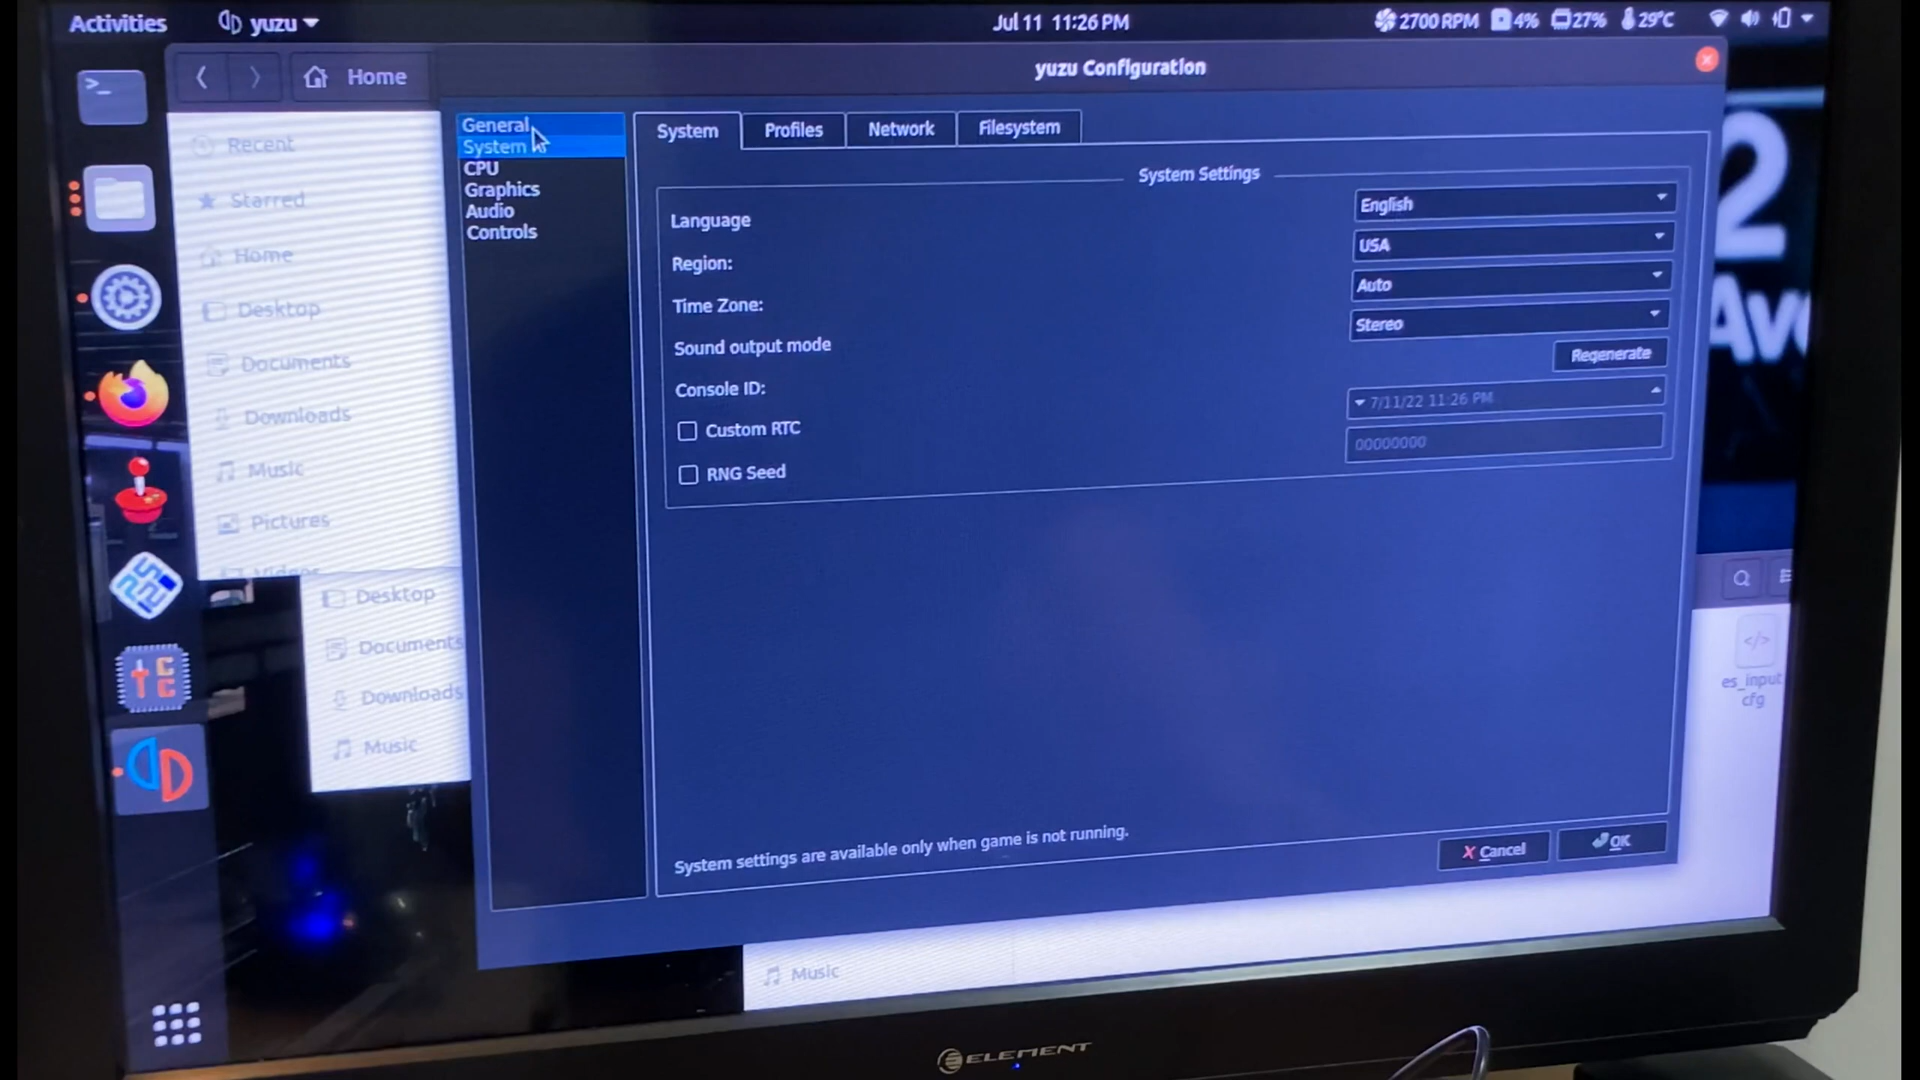 Activities
yuzu
Jul 11 11:26 PM
2700 RPM
4%
27%
29°C
Home
yuzu Configuration
Recent
Starred
Home
Desktop
Documents
Downloads
Music
Pictures
Videos
Desktop
Documents
Downloads
Music
General
System
CPU
Graphics
Audio
Controls
System
Profiles
Network
Filesystem
System Settings
Language
English
Region:
USA
Time Zone:
Auto
Sound output mode
Stereo
Console ID:
Regenerate
Custom RTC
7/11/22 11:26 PM
RNG Seed
00000000
System settings are available only when game is not running.
Cancel
OK
2
Ave
es_input
cfg
Music
TCC
ELEMENT